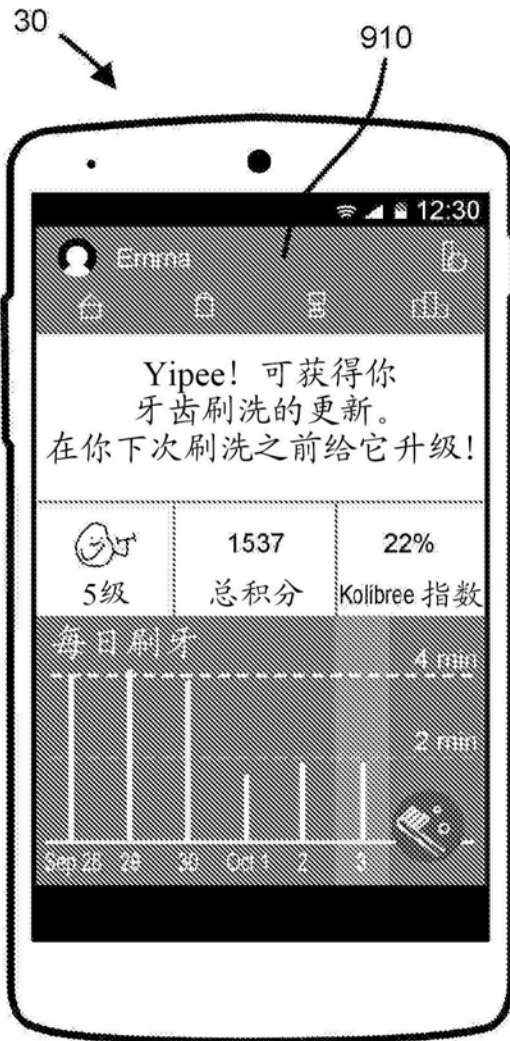 30
910
12:30
Emma
Yipee! 可获得你
牙齿刷洗的更新。
在你下次刷洗之前给它升级!
1537
22%
5级
总积分
Kolibree 指数
每日刷牙
4 min
2 min
Sep 28 29 30 Oct 1 2 3